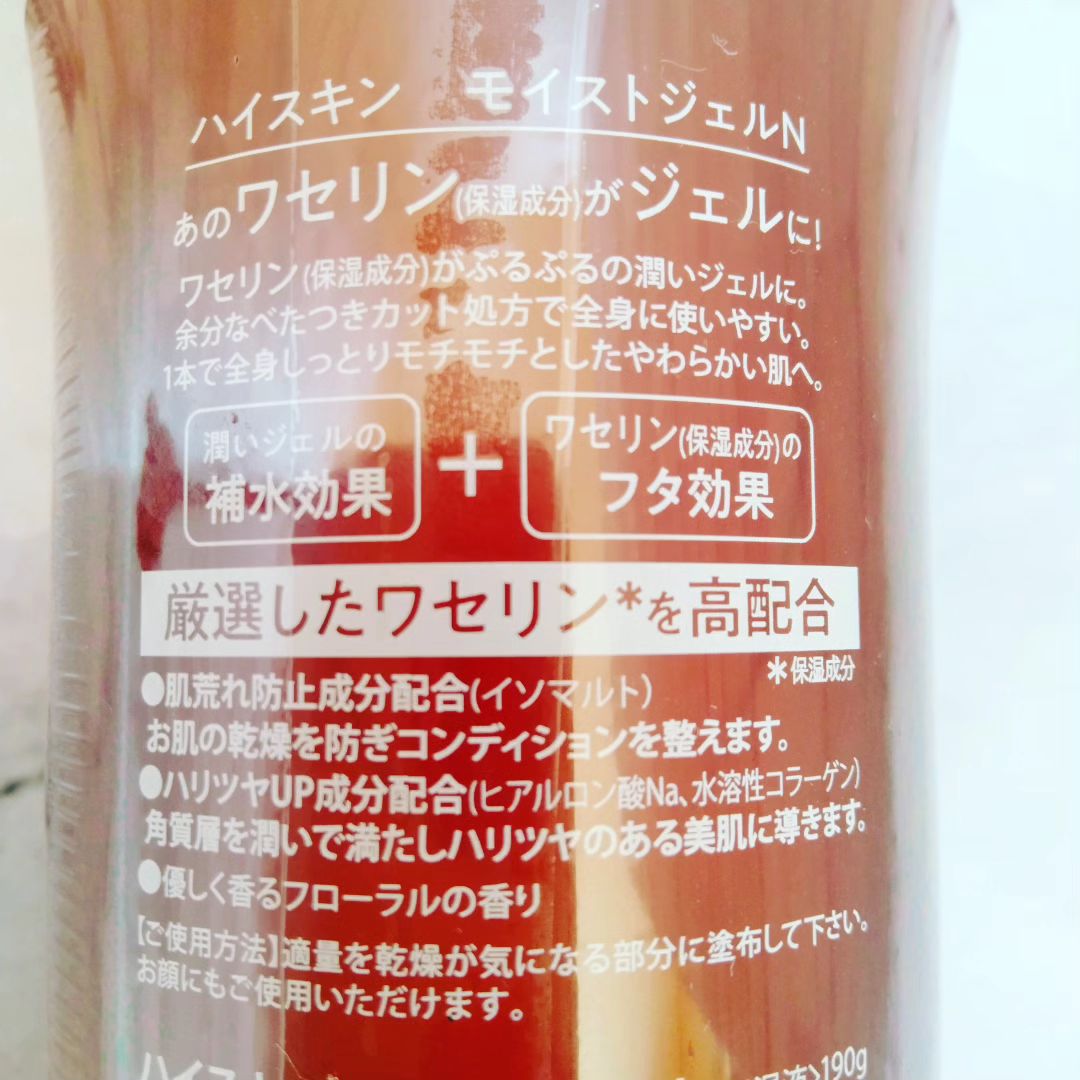 ハイスキン モイストジェルN
あのワセリン(保湿成分)がジェルに!
ワセリン(保湿成分)がぷるぷるの潤いジェルに。
余分なべたつきカット処方で全身に使いやすい。
1本で全身しっとりモチモチとしたやわらかい肌へ。
潤いジェルの
補水効果
+
ワセリン(保湿成分)の
フタ効果
厳選したワセリン*を高配合
*保湿成分
●肌荒れ防止成分配合(イソマルト)
お肌の乾燥を防ぎコンディションを整えます。
●ハリツヤUP成分配合(ヒアルロン酸Na、水溶性コラーゲン)
角質層を潤いで満たしハリツヤのある美肌に導きます。
●優しく香るフローラルの香り
【ご使用方法】適量を乾燥が気になる部分に塗布して下さい。
お顔にもご使用いただけます。
190g